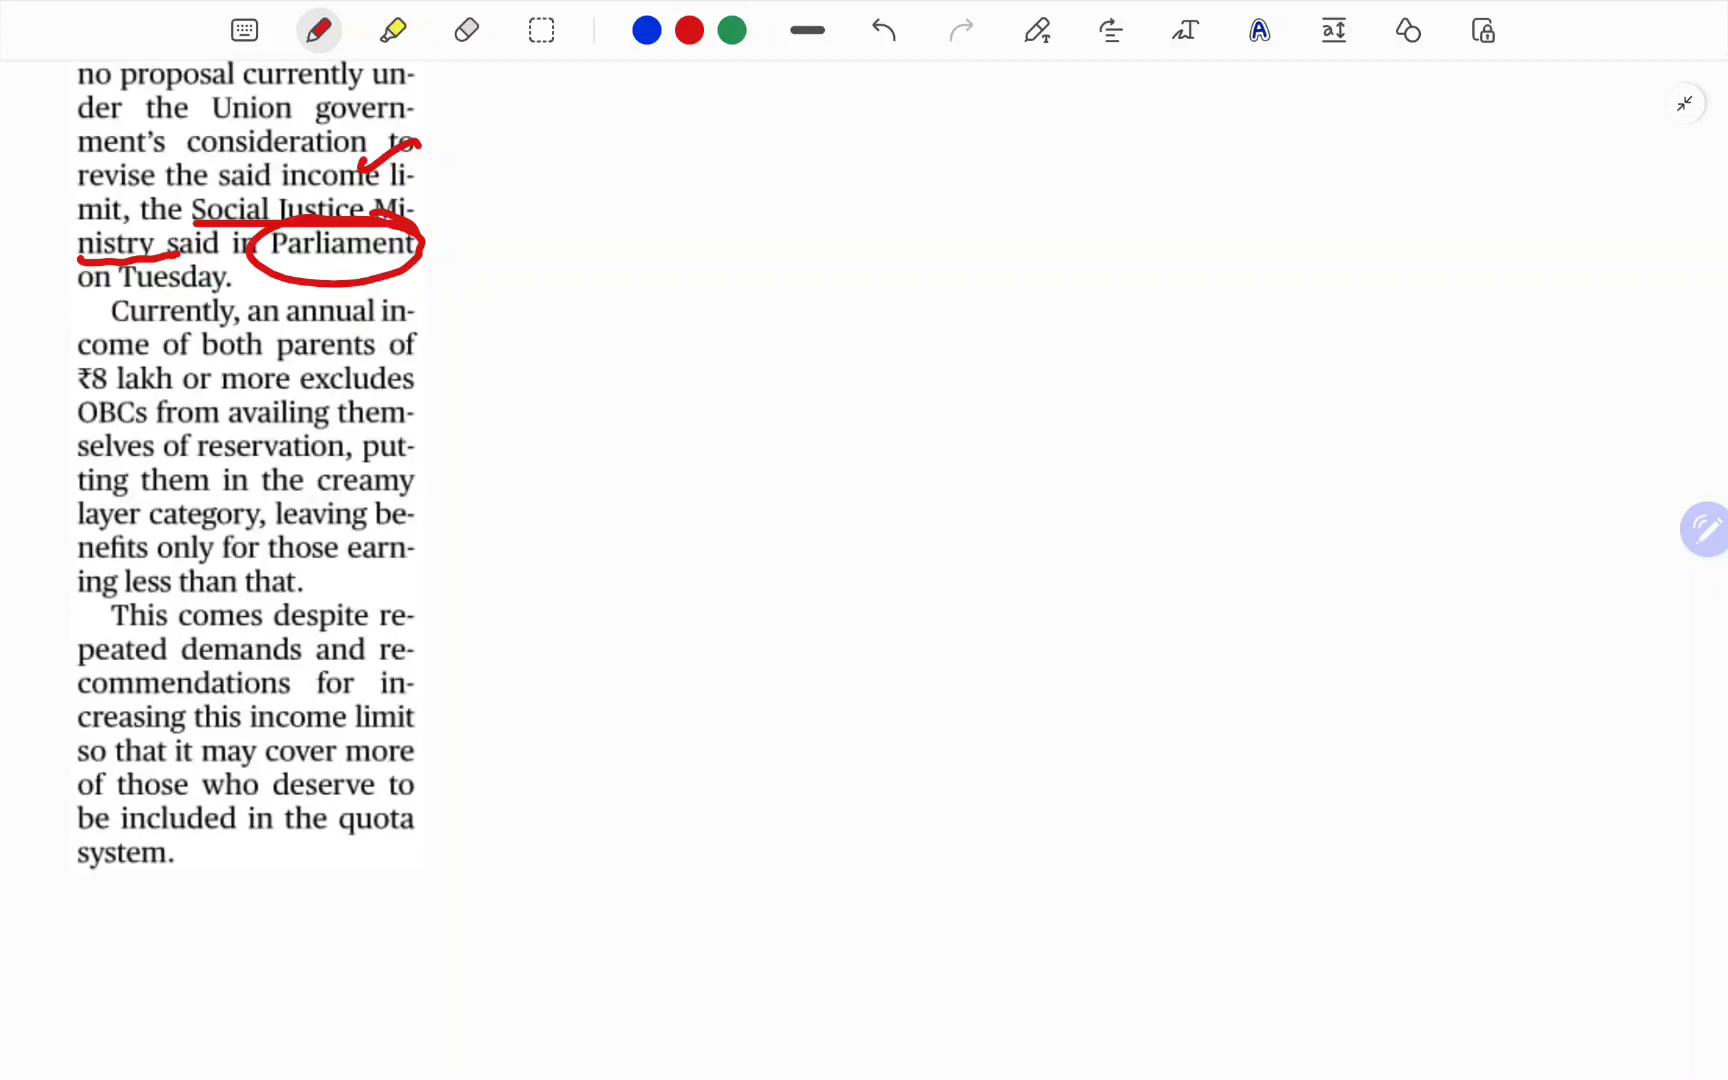 no proposal currently un-
der the Union govern-
ment's consideration to
revise the said income li-
mit, the Social Justice Mi-
nistry said in Parliament
on Tuesday.
Currently, an annual in-
come of both parents of
₹8 lakh or more excludes
OBCs from availing them-
selves of reservation, put-
ting them in the creamy
layer category, leaving be-
nefits only for those earn-
ing less than that.
This comes despite re-
peated demands and re-
commendations for in-
creasing this income limit
so that it may cover more
of those who deserve to
be included in the quota
system.